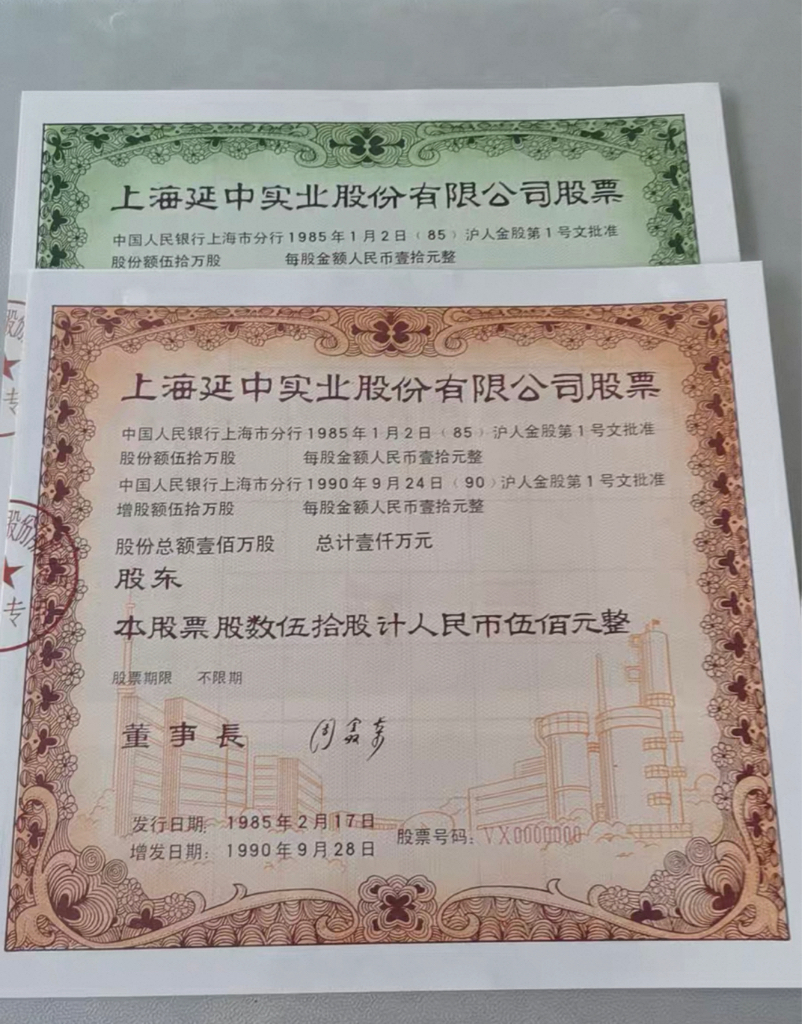 上海延中实业股份有限公司股票
中国人民银行上海市分行1985年1月2日(85)沪人金股第1号文批准
股份额伍拾万股 每股金额人民币壹拾元整
上海延中实业股份有限公司股票
中国人民银行上海市分行1985年1月2日(85)沪人金股第1号文批准
股份额伍拾万股 每股金额人民币壹拾元整
中国人民银行上海市分行1990年9月24日(90)沪人金股第1号文批准
增股额伍拾万股 每股金额人民币壹拾元整
股份总额壹佰万股 总计壹仟万元
股东
本股票股数伍拾股计人民币伍佰元整
股票期限 不限期
董事長 周鑫荣
发行日期: 1985年2月17日
增发日期: 1990年9月28日
股票号码: VX0000000
股份
专
股份
专